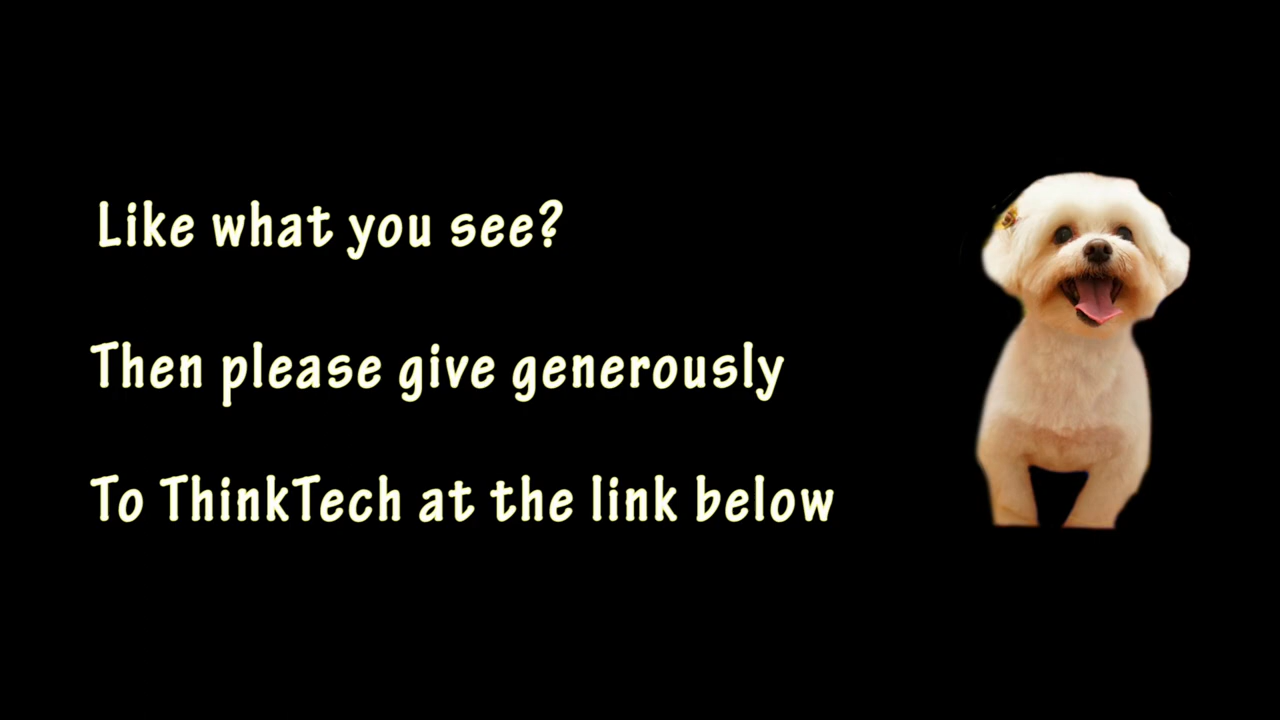 Like what you see?
Then please give generously
To ThinkTech at the link below